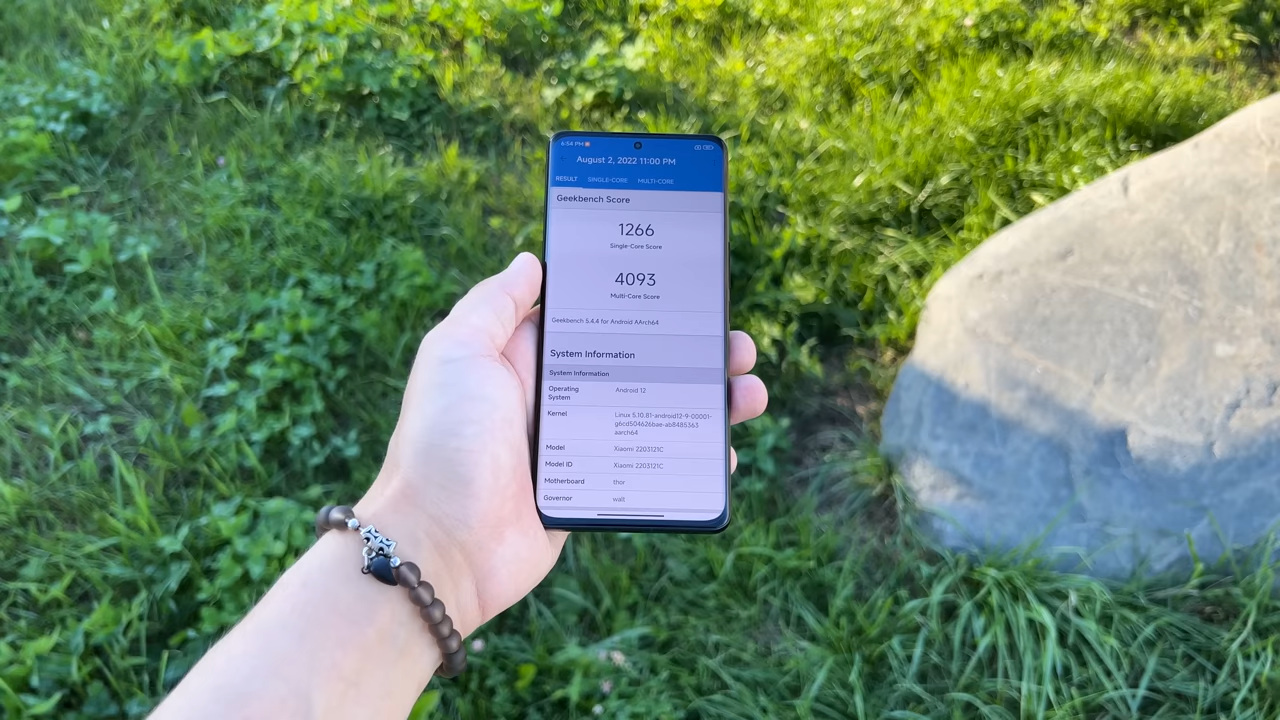 6:54 PM
August 2, 2022 11:00 PM
RESULT SINGLE-CORE MULTI-CORE
Geekbench Score
1266
Single-Core Score
4093
Multi-Core Score
Geekbench 5.4.4 for Android AArch64
System Information
System Information
Operating System Android 12
Kernel Linux 5.10.81-android12-9-00001-
g6cd504626bae-ab8485363
aarch64
Model Xiaomi 2203121C
Model ID Xiaomi 2203121C
Motherboard thor
Governor walt